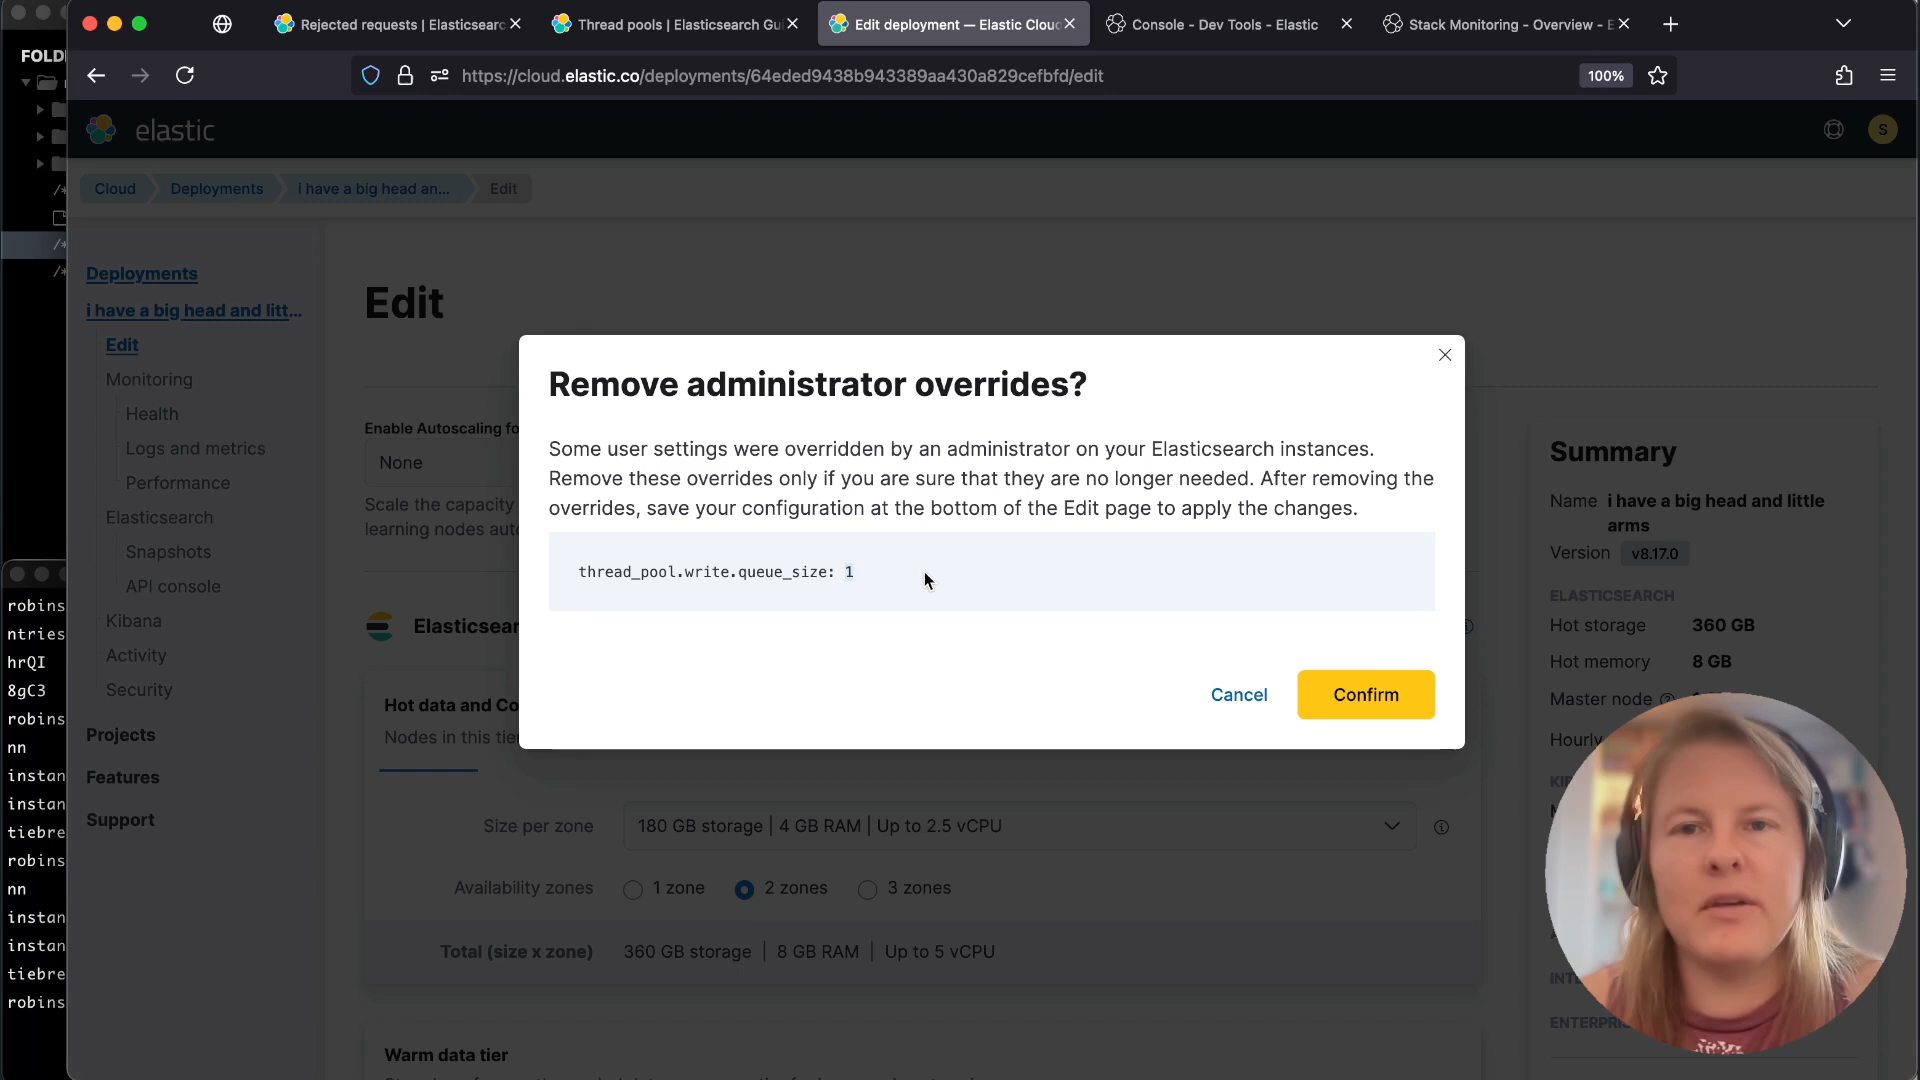 FOLD
Rejected requests | Elasticsearc
Thread pools | Elasticsearch Gu
Edit deployment — Elastic Clou
Console - Dev Tools - Elastic
Stack Monitoring - Overview - E
https://cloud.elastic.co/deployments/64eded9438b943389aa430a829cefbfd/edit
100%
elastic
S
Cloud
Deployments
i have a big head an...
Edit
Deployments
i have a big head and litt...
Edit
Monitoring
Health
Logs and metrics
Performance
Elasticsearch
Snapshots
API console
Kibana
Activity
Security
Projects
Features
Support
Edit
Enable Autoscaling fo
None
Scale the capacity
learning nodes aut
Elasticsear
Remove administrator overrides?
Some user settings were overridden by an administrator on your Elasticsearch instances.
Remove these overrides only if you are sure that they are no longer needed. After removing the
overrides, save your configuration at the bottom of the Edit page to apply the changes.
thread_pool.write.queue_size: 1
Cancel
Confirm
Hot data and Co
Nodes in this tie
Size per zone
180 GB storage | 4 GB RAM | Up to 2.5 vCPU
Availability zones
1 zone
2 zones
3 zones
Total (size x zone)
360 GB storage | 8 GB RAM | Up to 5 vCPU
Warm data tier
Summary
Name i have a big head and little
arms
Version v8.17.0
ELASTICSEARCH
Hot storage 360 GB
Hot memory 8 GB
Master node
Hourly
KI
INTE
ENTERPRI
/*
/*
/*
robins
ntries
hrQI
8gC3
robins
nn
instan
instan
tiebre
robins
nn
instan
instan
tiebre
robins